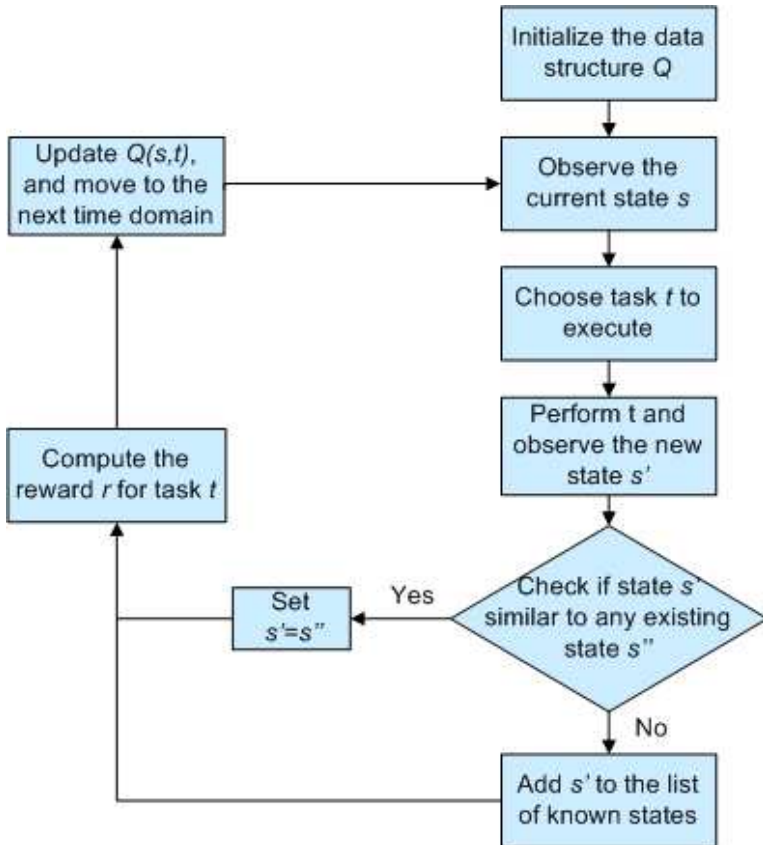 Initialize the data
structure Q
Observe the
current state s
Choose task t to
execute
Perform t and
observe the new
state s'
Check if state s'
similar to any existing
state s''
Yes
Set
s'=s''
No
Add s' to the list
of known states
Compute the
reward r for task t
Update Q(s,t),
and move to the
next time domain